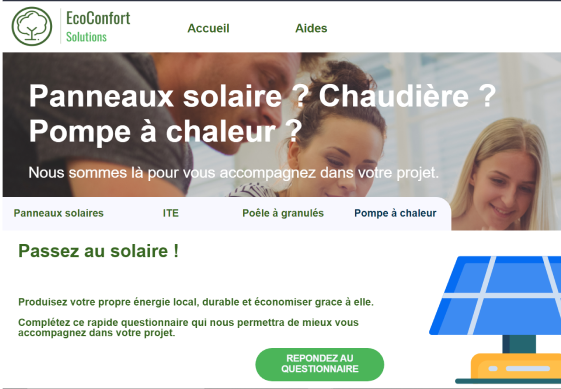 EcoConfort
Solutions
Accueil
Aides
Panneaux solaire ? Chaudière ?
Pompe à chaleur ?
Nous sommes là pour vous accompagnez dans votre projet.
Panneaux solaires
ITE
Poêle à granulés
Pompe à chaleur
Passez au solaire !
Produisez votre propre énergie local, durable et économiser grace à elle.
Complétez ce rapide questionnaire qui nous permettra de mieux vous
accompagnez dans votre projet.
REPONDEZ AU
QUESTIONNAIRE